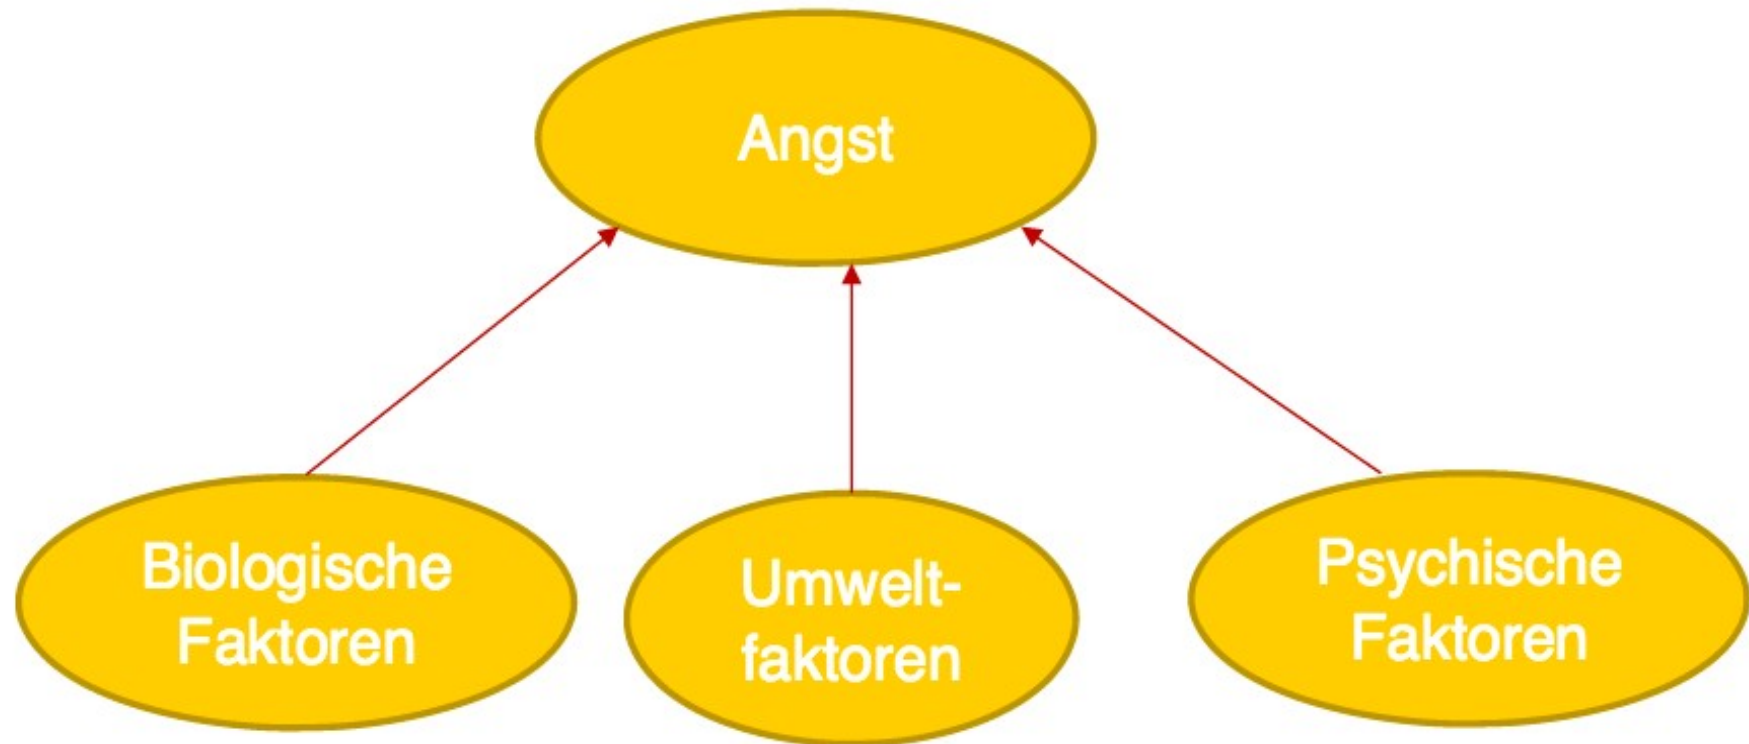 Angst
Biologische
Faktoren
Umwelt-
faktoren
Psychische
Faktoren